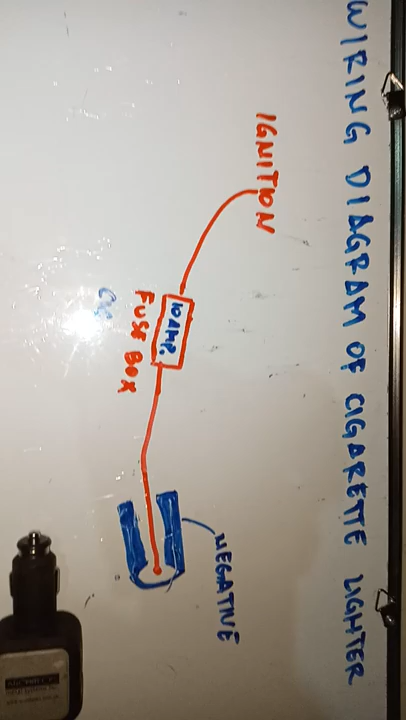 WIRING DIAGRAM OF CIGARETTE LIGHTER
IGNITION
10AMP.
FUSE BOX
NEGATIVE